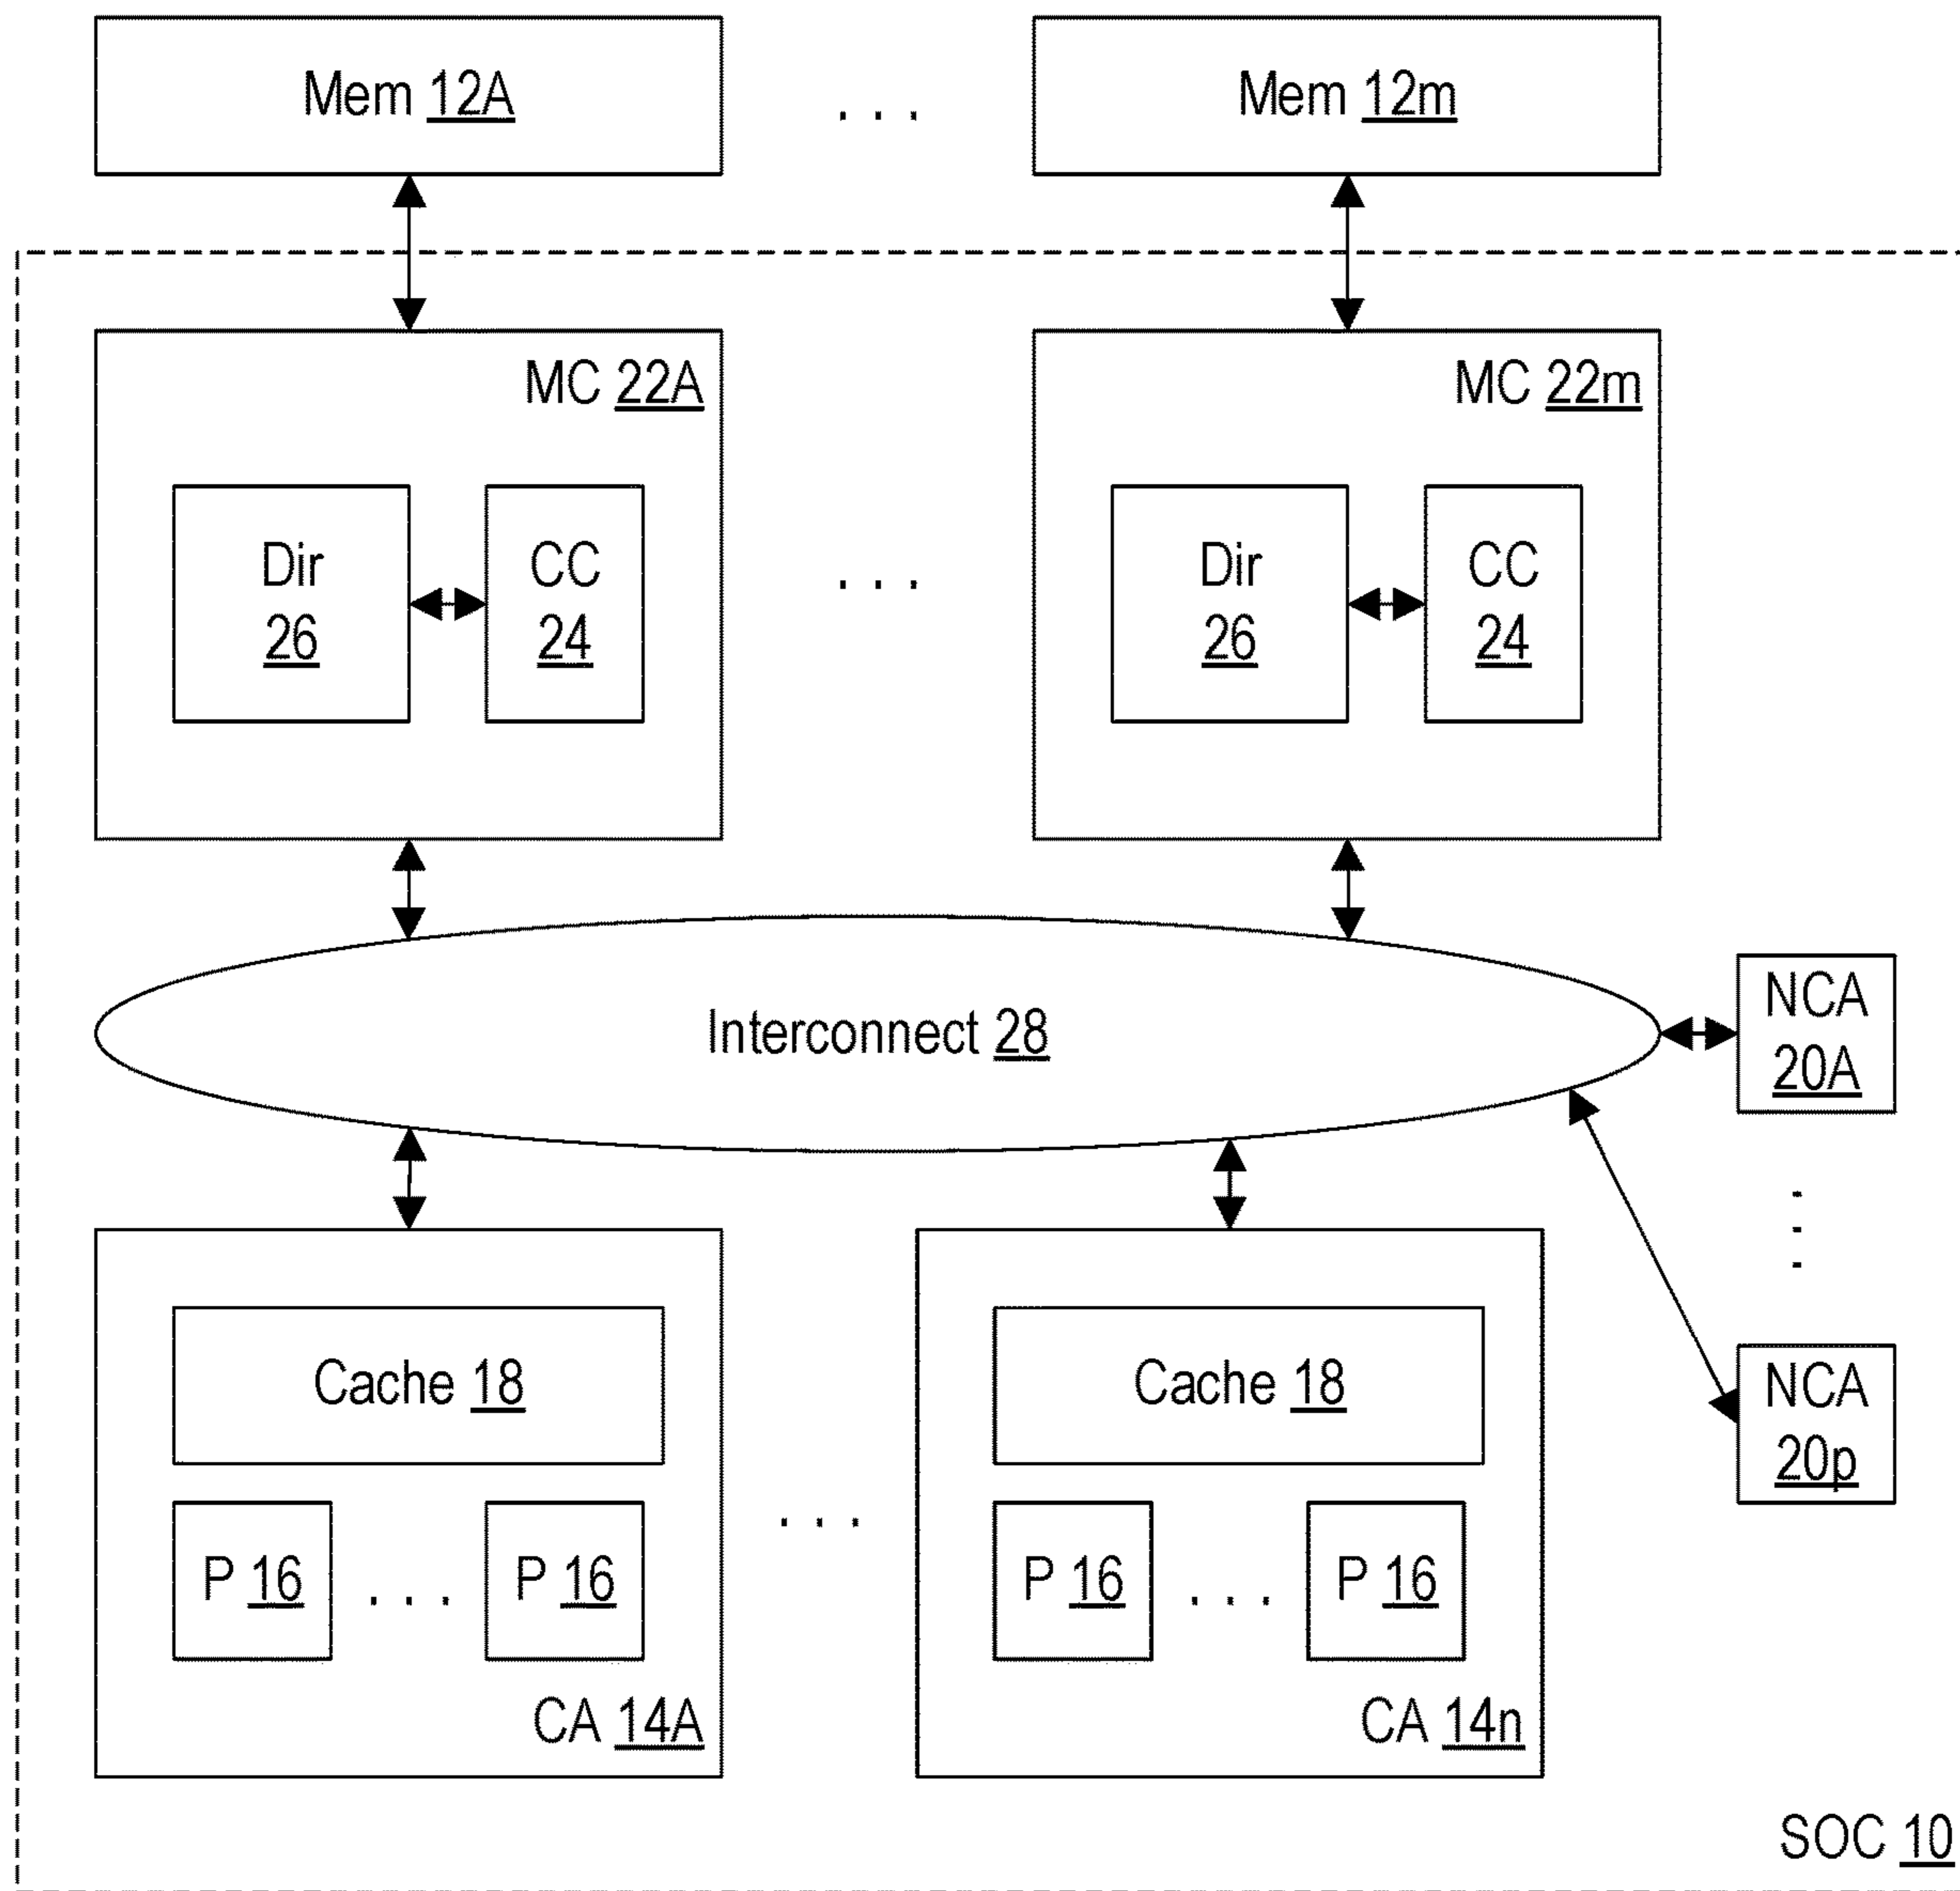 Mem 12A
. . .
Mem 12m
MC 22A
MC 22m
Dir
26
CC
24
. . .
Dir
26
CC
24
Interconnect 28
NCA
20A
. . .
NCA
20p
Cache 18
Cache 18
P 16
. . .
P 16
. . .
P 16
. . .
P 16
CA 14A
CA 14n
SOC 10